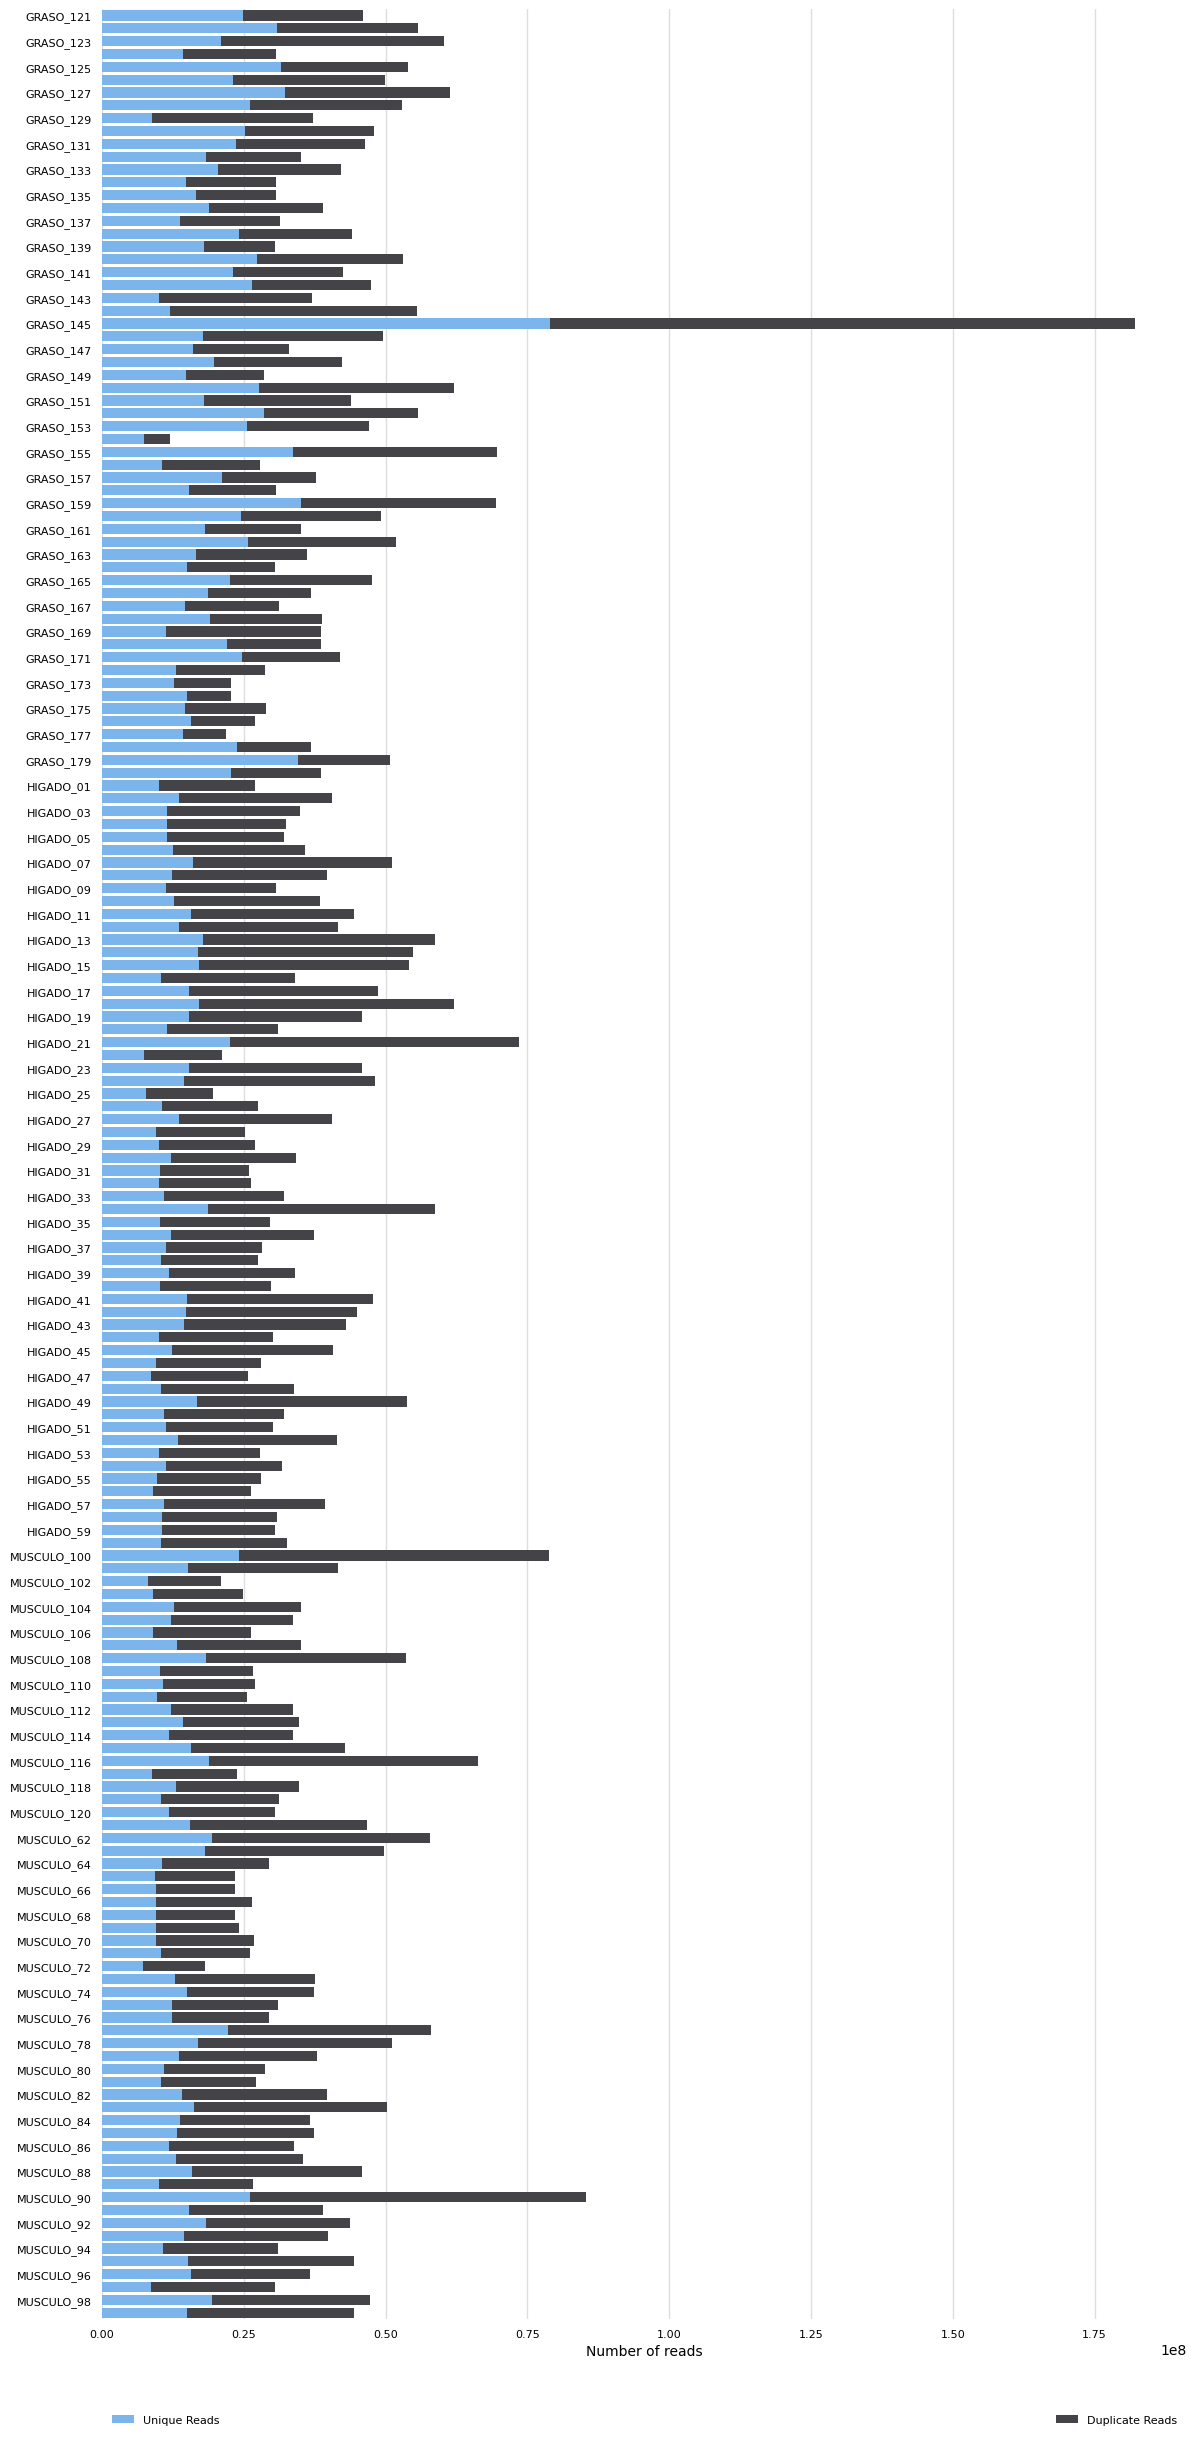 GRASO_121
GRASO_123
GRASO_125
GRASO_127
GRASO_129
GRASO_131
GRASO_133
GRASO_135
GRASO_137
GRASO_139
GRASO_141
GRASO_143
GRASO_145
GRASO_147
GRASO_149
GRASO_151
GRASO_153
GRASO_155
GRASO_157
GRASO_159
GRASO_161
GRASO_163
GRASO_165
GRASO_167
GRASO_169
GRASO_171
GRASO_173
GRASO_175
GRASO_177
GRASO_179
HIGADO_01
HIGADO_03
HIGADO_05
HIGADO_07
HIGADO_09
HIGADO_11
HIGADO_13
HIGADO_15
HIGADO_17
HIGADO_19
HIGADO_21
HIGADO_23
HIGADO_25
HIGADO_27
HIGADO_29
HIGADO_31
HIGADO_33
HIGADO_35
HIGADO_37
HIGADO_39
HIGADO_41
HIGADO_43
HIGADO_45
HIGADO_47
HIGADO_49
HIGADO_51
HIGADO_53
HIGADO_55
HIGADO_57
HIGADO_59
MUSCULO_100
MUSCULO_102
MUSCULO_104
MUSCULO_106
MUSCULO_108
MUSCULO_110
MUSCULO_112
MUSCULO_114
MUSCULO_116
MUSCULO_118
MUSCULO_120
MUSCULO_62
MUSCULO_64
MUSCULO_66
MUSCULO_68
MUSCULO_70
MUSCULO_72
MUSCULO_74
MUSCULO_76
MUSCULO_78
MUSCULO_80
MUSCULO_82
MUSCULO_84
MUSCULO_86
MUSCULO_88
MUSCULO_90
MUSCULO_92
MUSCULO_94
MUSCULO_96
MUSCULO_98
0.00 0.25 0.50 0.75 1.00 1.25 1.50 1.75
Number of reads 1e8
Unique Reads Duplicate Reads